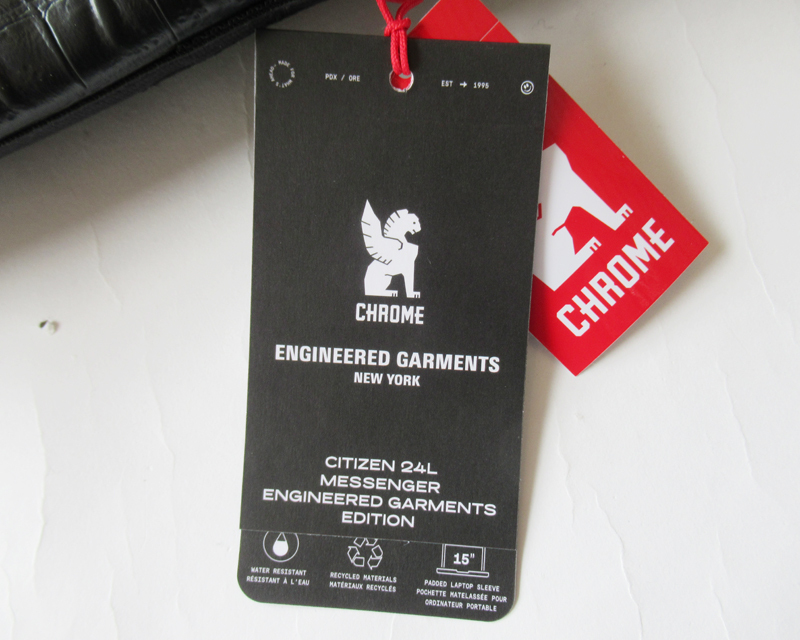 PDX / ORE
EST → 1995
CHROME
ENGINEERED GARMENTS
NEW YORK
CITIZEN 24L
MESSENGER
ENGINEERED GARMENTS
EDITION
WATER RESISTANT
RÉSISTANT À L'EAU
RECYCLED MATERIALS
MATÉRIAUX RECYCLÉS
15"
PADDED LAPTOP SLEEVE
POCHETTE MATELASSÉE POUR
ORDINATEUR PORTABLE
CHROME